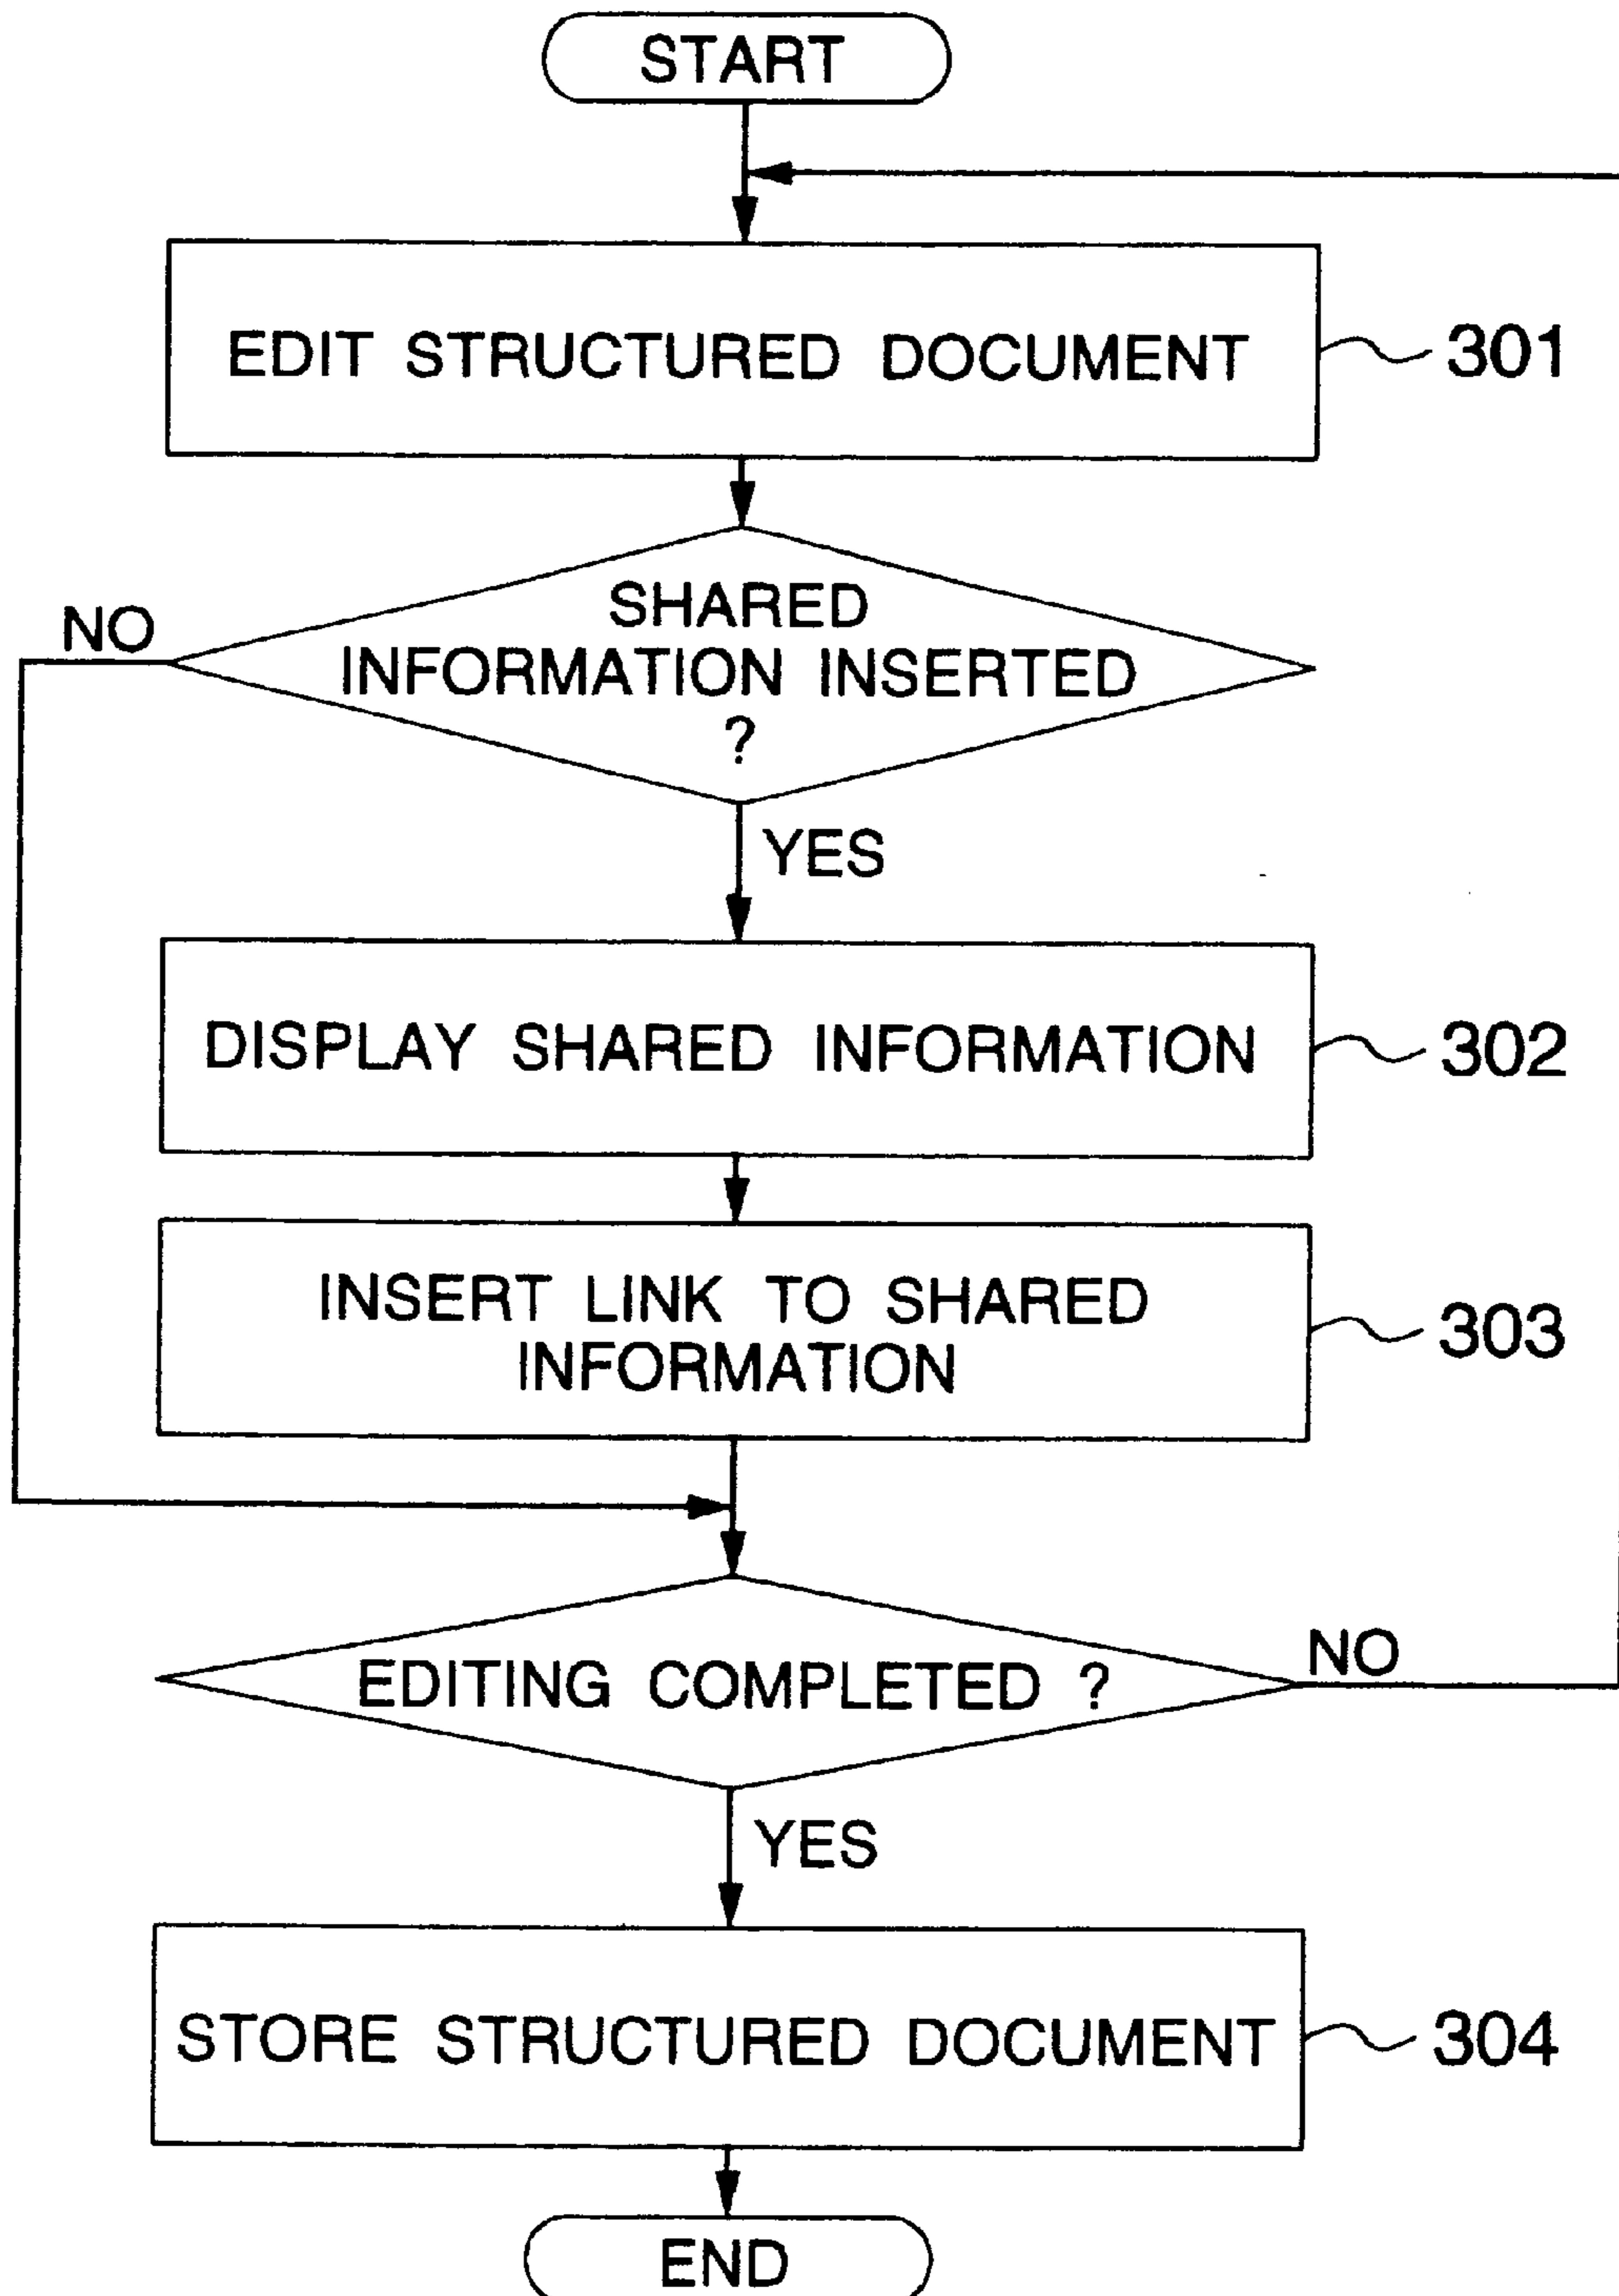 START
EDIT STRUCTURED DOCUMENT
301
NO
SHARED
INFORMATION INSERTED
?
YES
DISPLAY SHARED INFORMATION
302
INSERT LINK TO SHARED
INFORMATION
303
EDITING COMPLETED ?
NO
YES
STORE STRUCTURED DOCUMENT
304
END